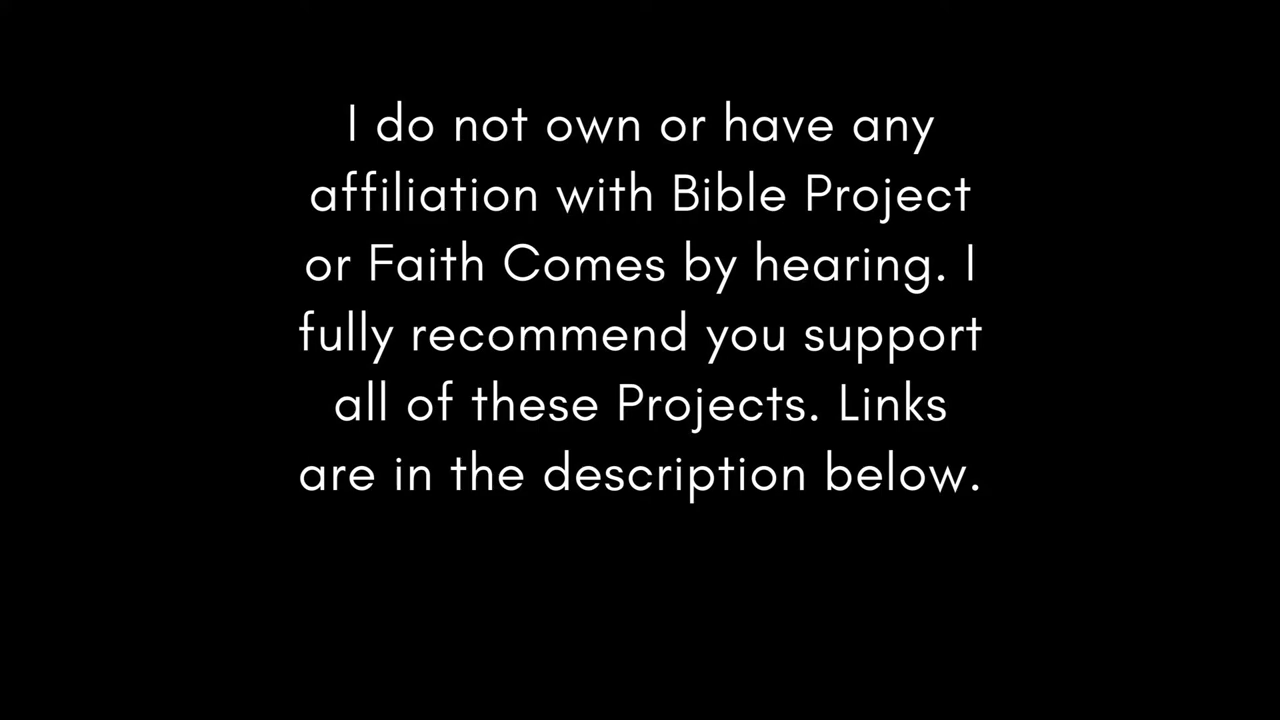 I do not own or have any
affiliation with Bible Project
or Faith Comes by hearing. I
fully recommend you support
all of these Projects. Links
are in the description below.